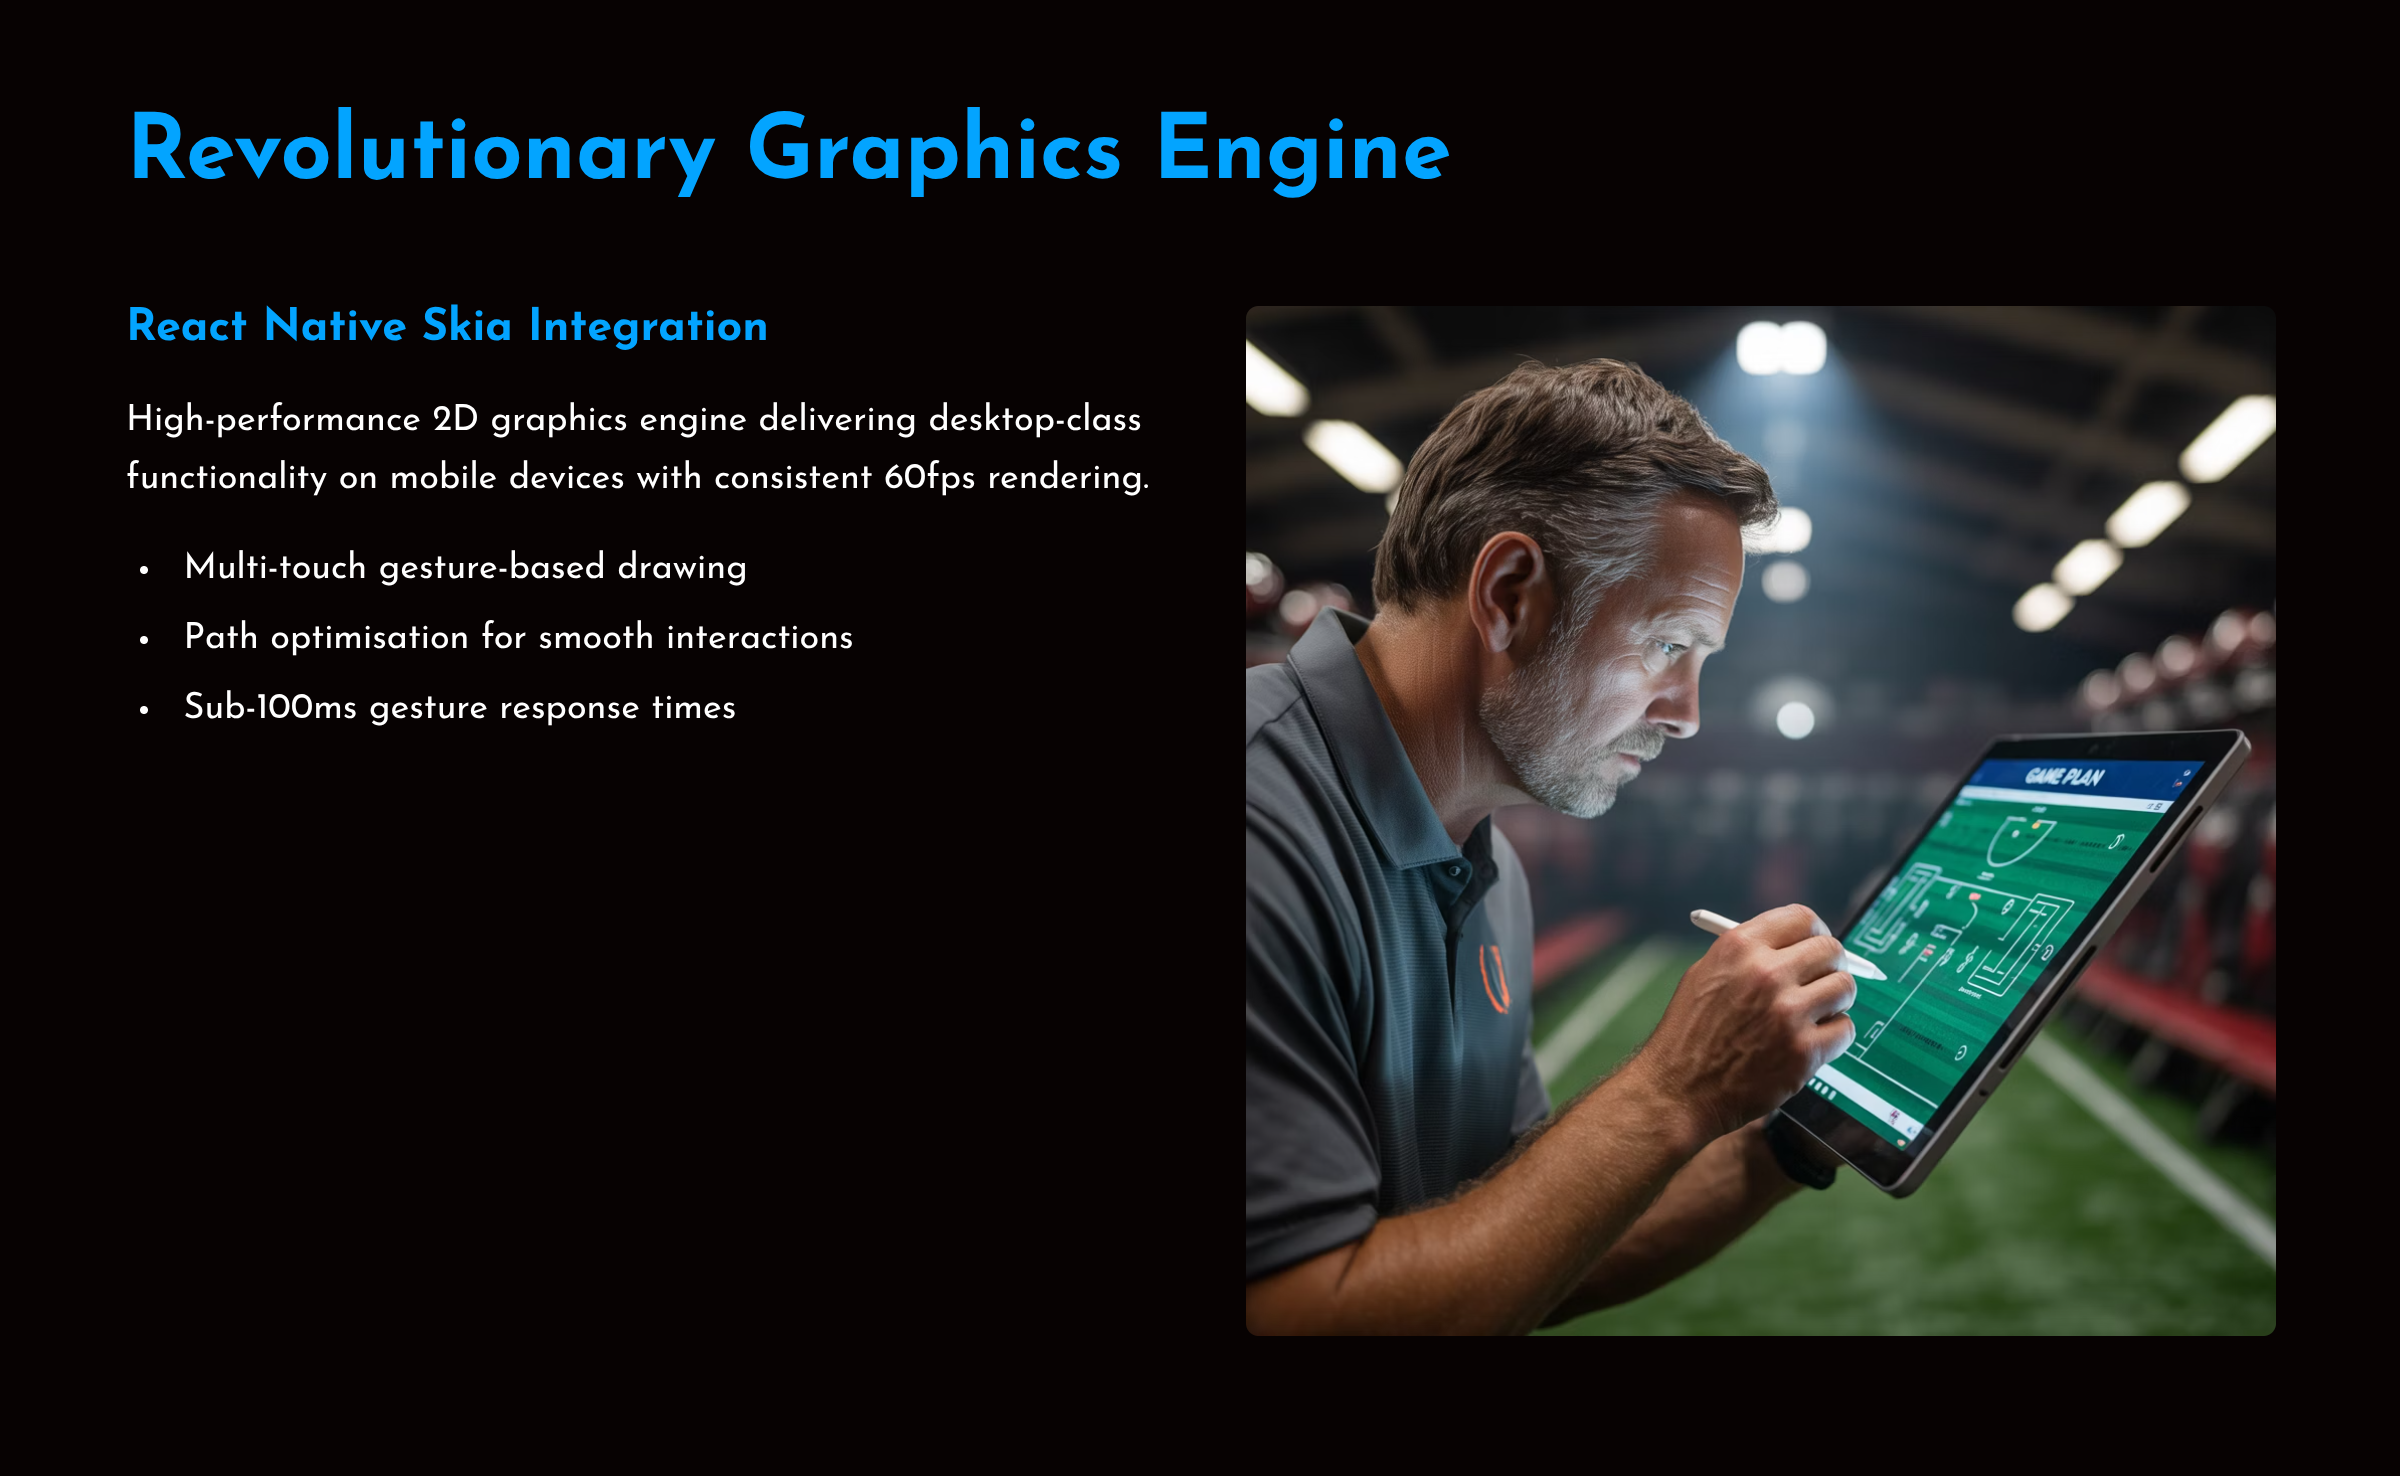 Revolutionary Graphics Engine
React Native Skia Integration
High-performance 2D graphics engine delivering desktop-class
functionality on mobile devices with consistent 60fps rendering.
• Multi-touch gesture-based drawing
• Path optimisation for smooth interactions
• Sub-100ms gesture response times
GAME PLAN